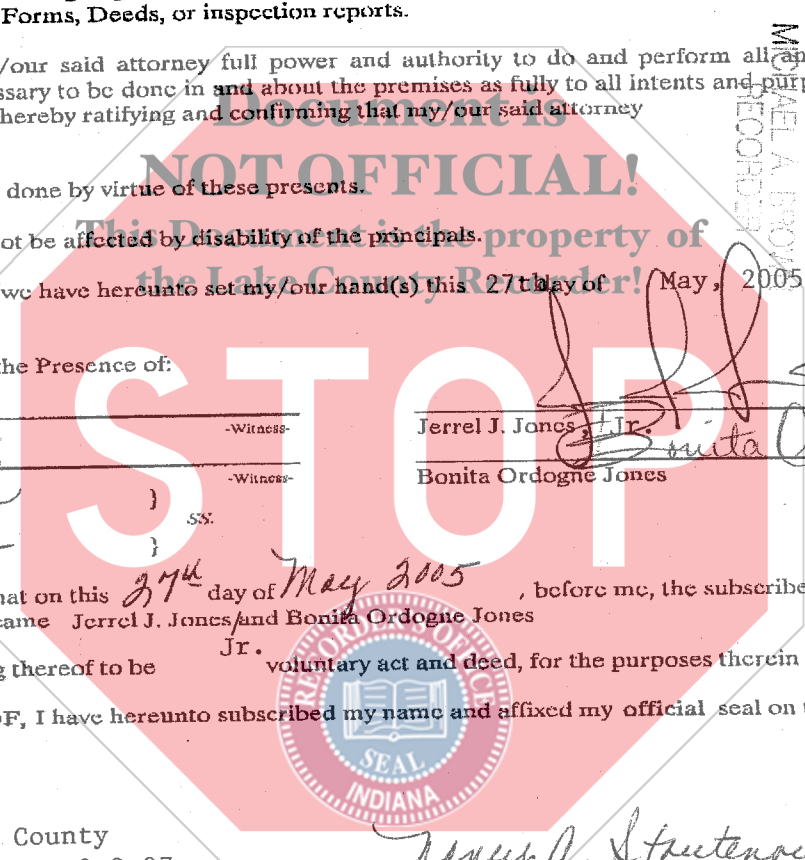 Forms, Deeds, or inspection reports.
/our said attorney full power and authority to do and perform all an
ssary to be done in and about the premises as fully to all intents and purp
hereby ratifying and confirming that my/our said attorney
MICHAEL A. BROWN
RECORDER
Document is
NOT OFFICIAL!
This Document is the property of
the Lake County Recorder!
done by virtue of these presents.
ot be affected by disability of the principals.
we have hereunto set my/our hand(s) this 27th day of May, 2005
the Presence of:
STOP
-Witness-
Jerrel J. Jones, Jr.
Bonita O
-Witness-
Bonita Ordogne Jones
}
ss:
}
nat on this 27th day of May 2005 , before me, the subscribe
came Jerrel J. Jones/and Bonita Ordogne Jones
Jr.
g thereof to be voluntary act and deed, for the purposes therein
OF, I have hereunto subscribed my name and affixed my official seal on t
RECORDER'S OFFICE
SEAL
INDIANA
County